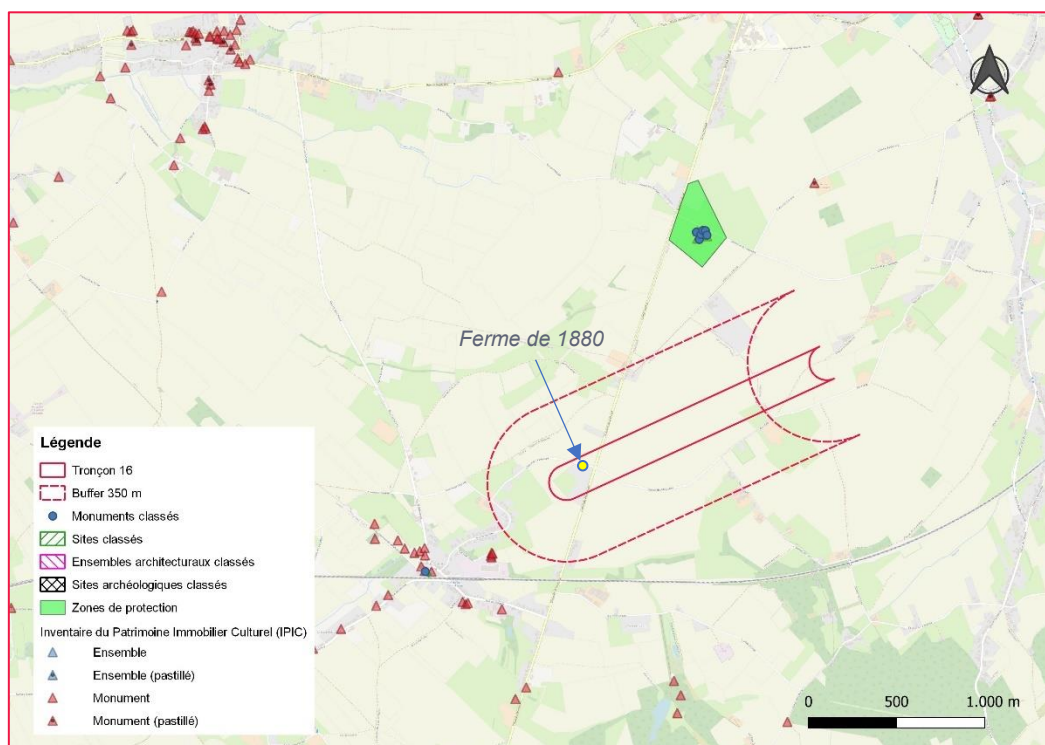 Ferme de 1880
Légende
Tronçon 16
Buffer 350 m
Monuments classés
Sites classés
Ensembles architecturaux classés
Sites archéologiques classés
Zones de protection
Inventaire du Patrimoine Immobilier Culturel (IPIC)
Ensemble
Ensemble (pastillé)
Monument
Monument (pastillé)
0 500 1.000 m